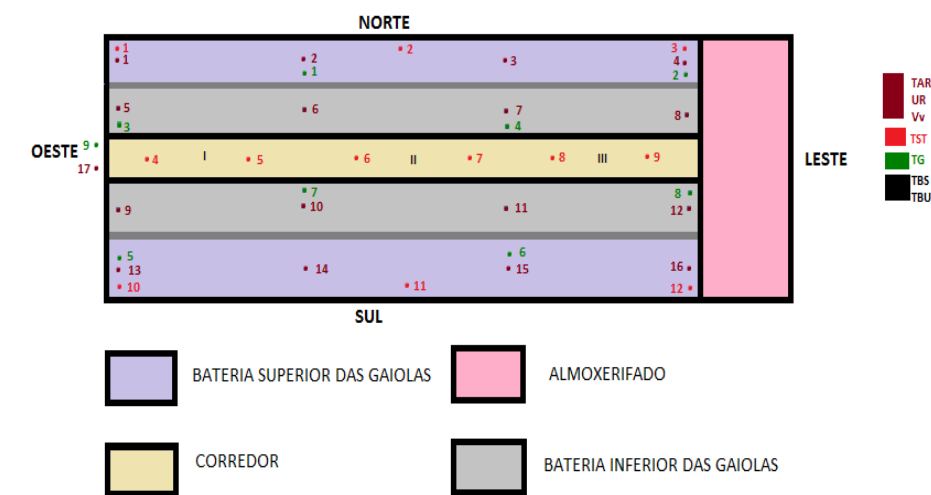 NORTE
1 2 3
1 2 3 4
1 2
5 6 7 8
3 4
OESTE 9
17
4 I 5 6 II 7 8 III 9
LESTE
7 8
9 10 11 12
5 6
13 14 15 16
10 11 12
SUL
TAR
UR
Vv
TST
TG
TBS
TBU
BATERIA SUPERIOR DAS GAIOLAS
ALMOXERIFADO
CORREDOR
BATERIA INFERIOR DAS GAIOLAS